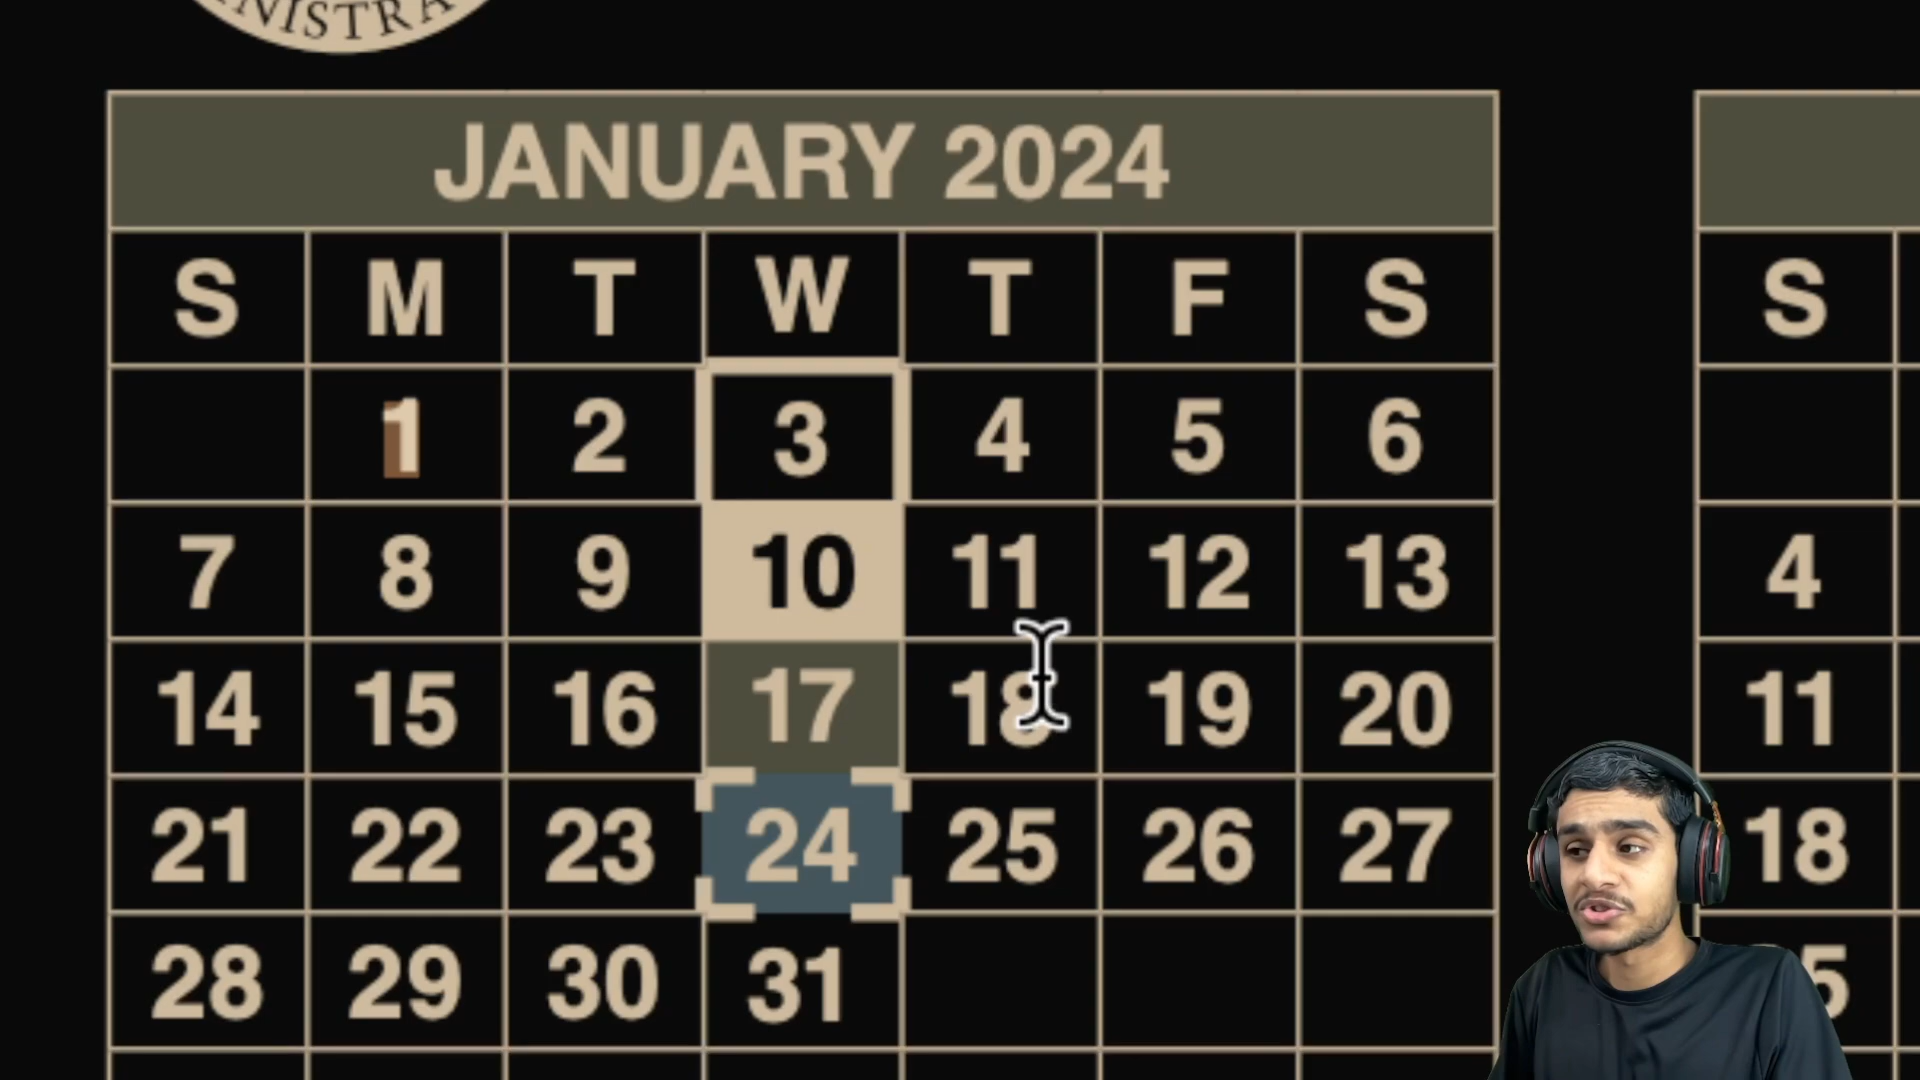 INISTRA
JANUARY 2024
S M T W T F S
1 2 3 4 5 6
7 8 9 10 11 12 13
14 15 16 17 18 19 20
21 22 23 24 25 26 27
28 29 30 31
S
4
11
18